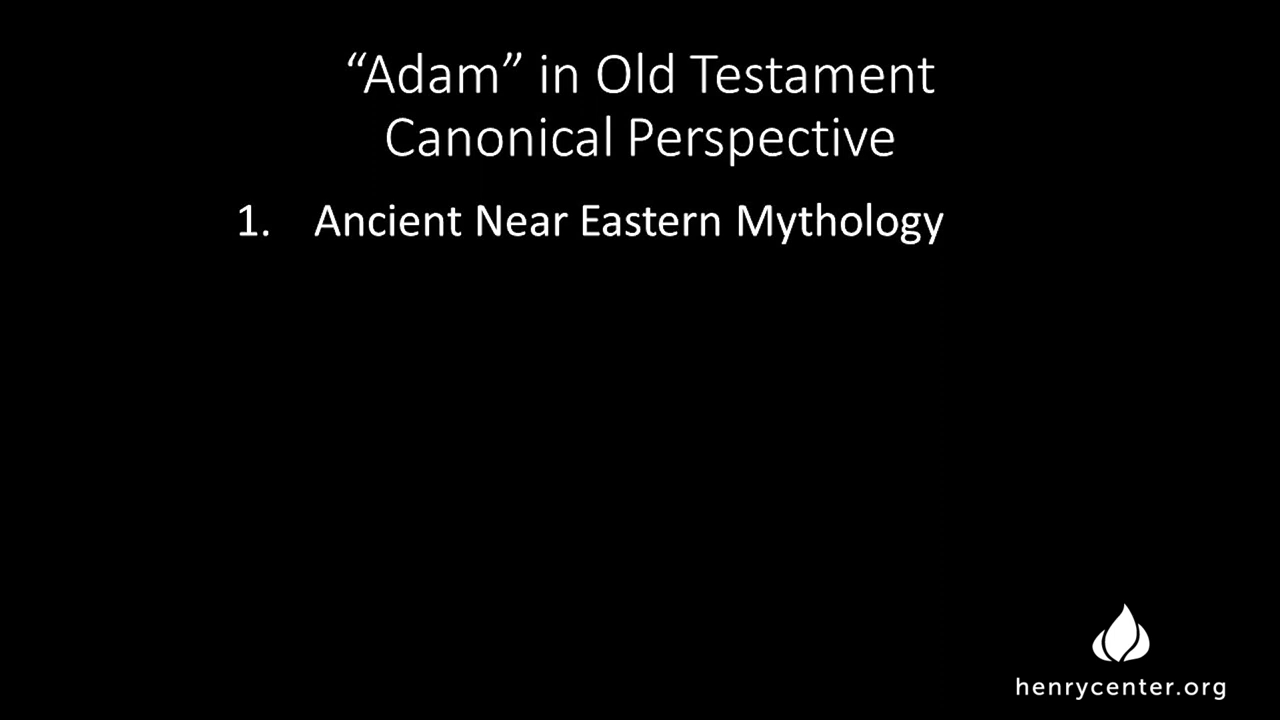 “Adam” in Old Testament
Canonical Perspective
1. Ancient Near Eastern Mythology
henrycenter.org